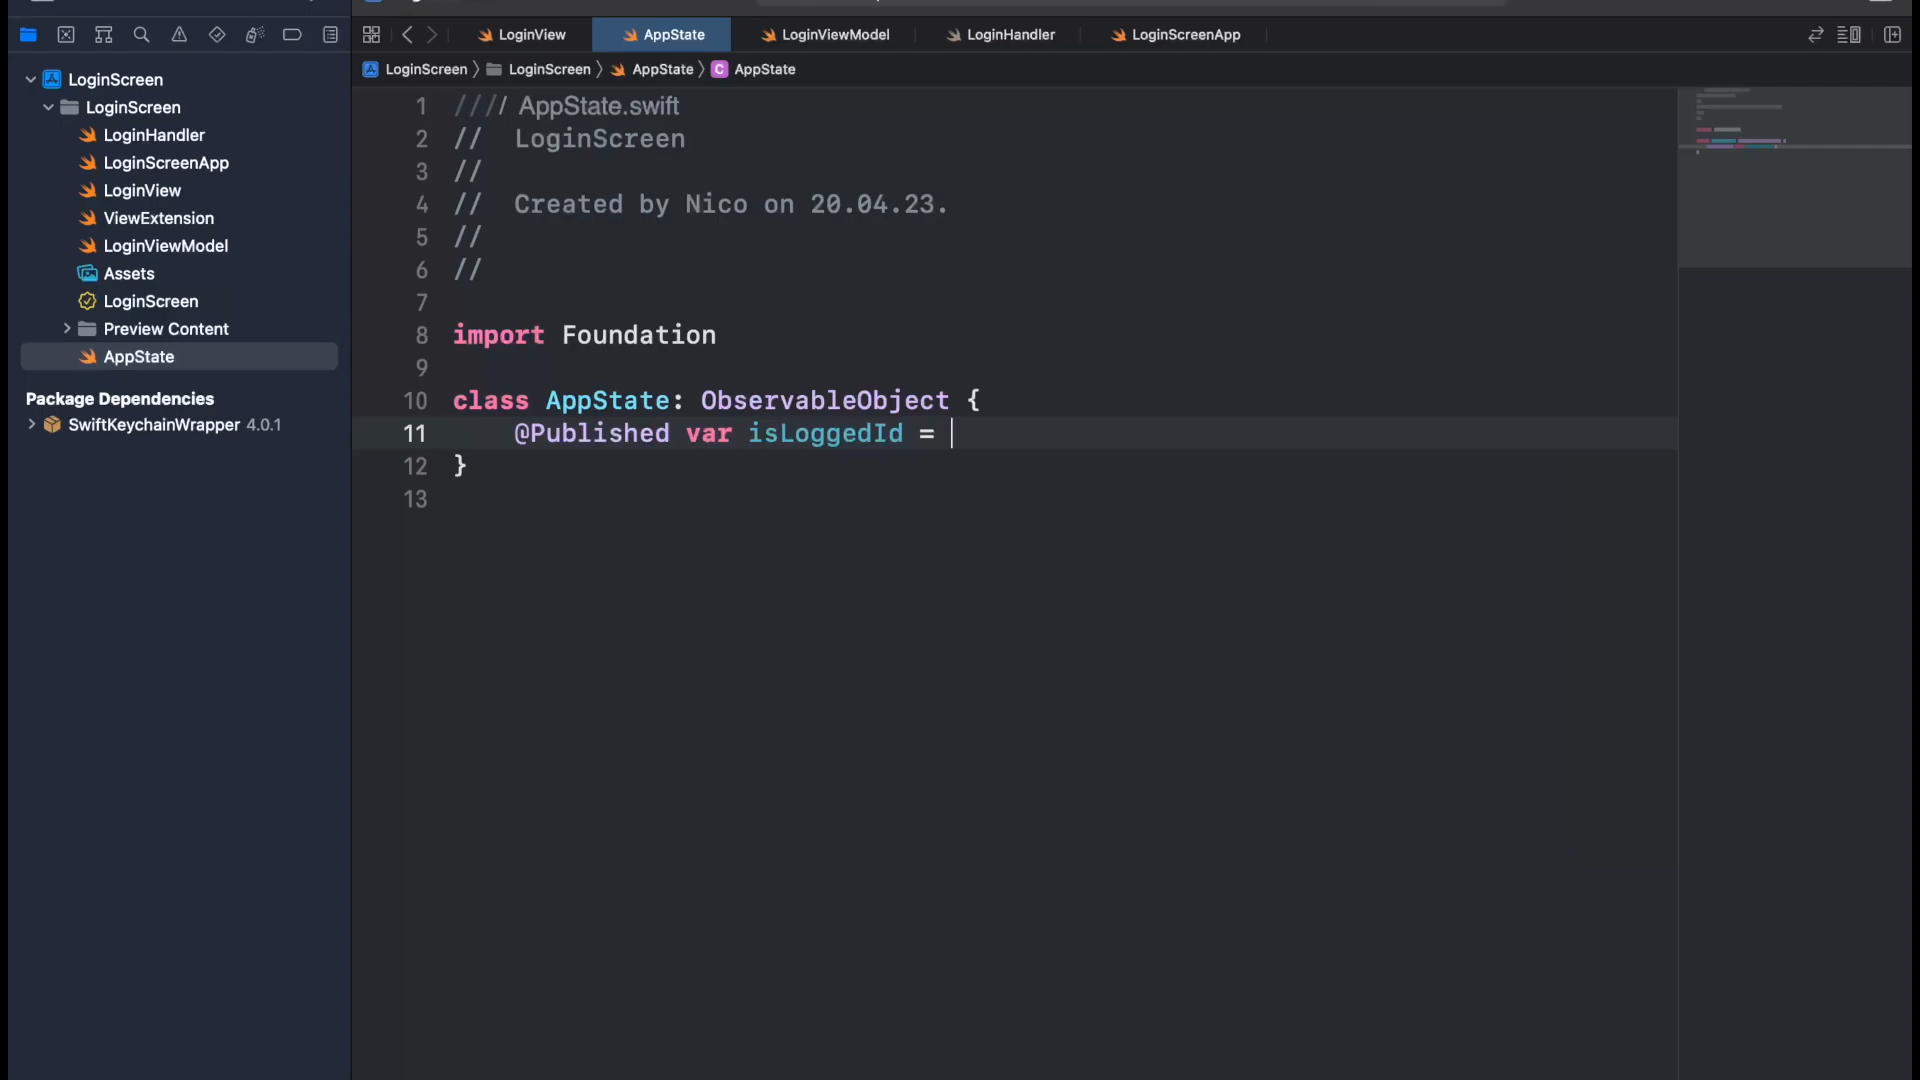 LoginView
AppState
LoginViewModel
LoginHandler
LoginScreenApp
LoginScreen
LoginScreen
AppState
AppState
LoginScreen
LoginScreen
LoginHandler
LoginScreenApp
LoginView
ViewExtension
LoginViewModel
Assets
LoginScreen
Preview Content
AppState
Package Dependencies
SwiftKeychainWrapper 4.0.1
1 //// AppState.swift
2 // LoginScreen
3 //
4 // Created by Nico on 20.04.23.
5 //
6 //
7
8 import Foundation
9
10 class AppState: ObservableObject {
11 @Published var isLoggedId =
12 }
13